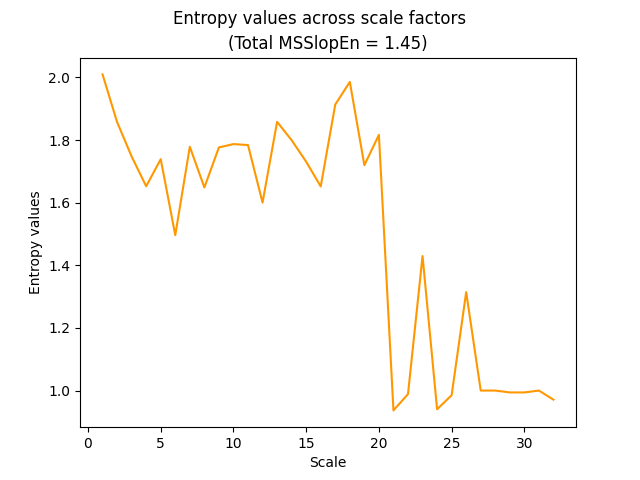 Entropy values across scale factors
(Total MSSlopEn = 1.45)
Entropy values
2.0
1.8
1.6
1.4
1.2
1.0
0 5 10 15 20 25 30
Scale